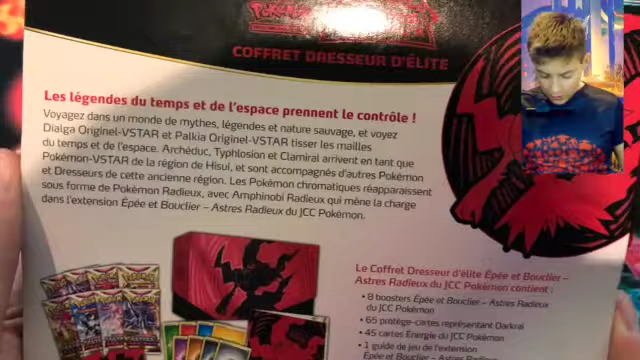 POKÉMON
COFFRET DRESSEUR D'ÉLITE
Les légendes du temps et de l'espace prennent le contrôle !
Voyagez dans un monde de mythes, légendes et nature sauvage, et voyez
Dialga Originel-VSTAR et Palkia Originel-VSTAR tisser les mailles
du temps et de l'espace. Archéduc, Typhlosion et Clamiral arrivent en tant que
Pokémon-VSTAR de la région de Hisui, et sont accompagnés d'autres Pokémon
et Dresseurs de cette ancienne région. Les Pokémon chromatiques réapparaissent
sous forme de Pokémon Radieux, avec Amphinobi Radieux qui mène la charge
dans l'extension Épée et Bouclier – Astres Radieux du JCC Pokémon.
Le Coffret Dresseur d'élite Épée et Bouclier –
Astres Radieux du JCC Pokémon contient :
• 8 boosters Épée et Bouclier – Astres Radieux
du JCC Pokémon
• 65 protège-cartes représentant Darkrai
• 45 cartes Énergie du JCC Pokémon
• 1 guide de jeu de l'extension
Épée et Bouclier – Astres Radieux